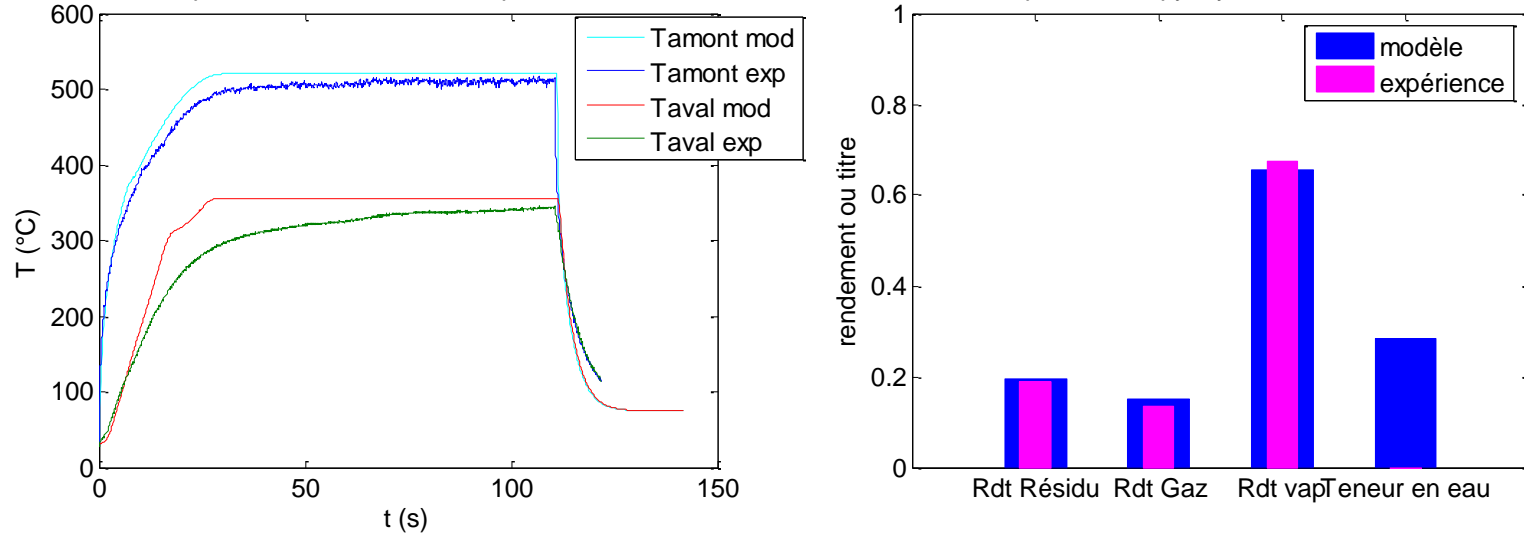 600
500
400
300
200
100
0
T (°C)
0
50
100
150
t (s)
Tamont mod
Tamont exp
Taval mod
Taval exp
1
0.8
0.6
0.4
0.2
0
rendement ou titre
modèle
expérience
Rdt Résidu
Rdt Gaz
Rdt vap
Teneur en eau